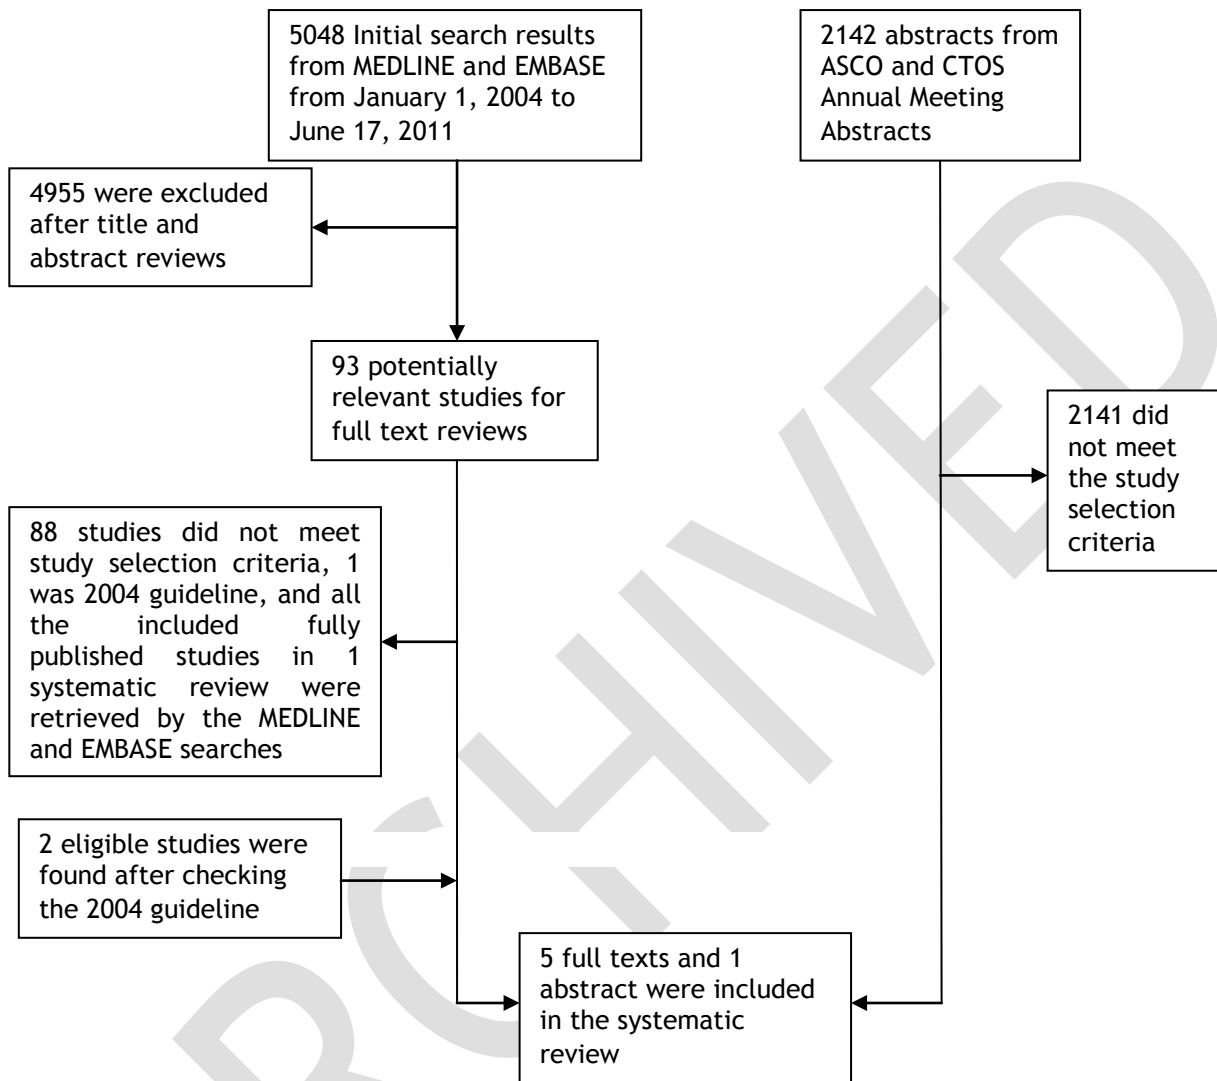 5048 Initial search results
from MEDLINE and EMBASE
from January 1, 2004 to
June 17, 2011
2142 abstracts from
ASCO and CTOS
Annual Meeting
Abstracts
4955 were excluded
after title and
abstract reviews
93 potentially
relevant studies for
full text reviews
2141 did
not meet
the study
selection
criteria
88 studies did not meet
study selection criteria, 1
was 2004 guideline, and all
the included fully
published studies in 1
systematic review were
retrieved by the MEDLINE
and EMBASE searches
2 eligible studies were
found after checking
the 2004 guideline
5 full texts and 1
abstract were included
in the systematic
review
RCHIVED